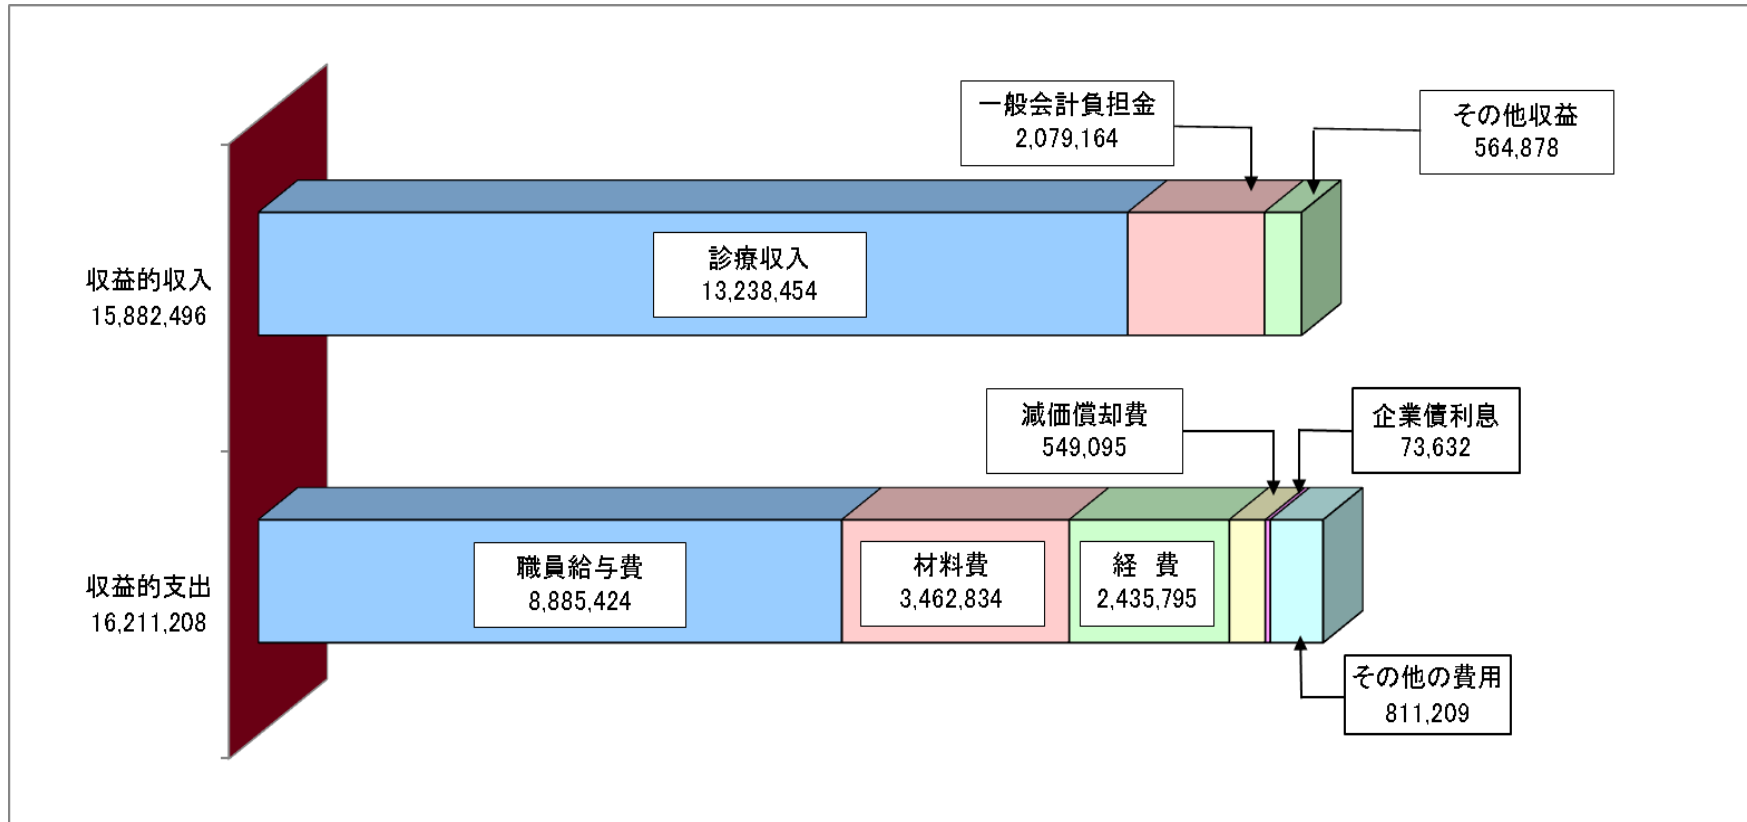 一般会計負担金
2,079,164
その他収益
564,878
診療収入
13,238,454
収益的収入
15,882,496
減価償却費
549,095
企業債利息
73,632
職員給与費
8,885,424
材料費
3,462,834
経 費
2,435,795
収益的支出
16,211,208
その他の費用
811,209